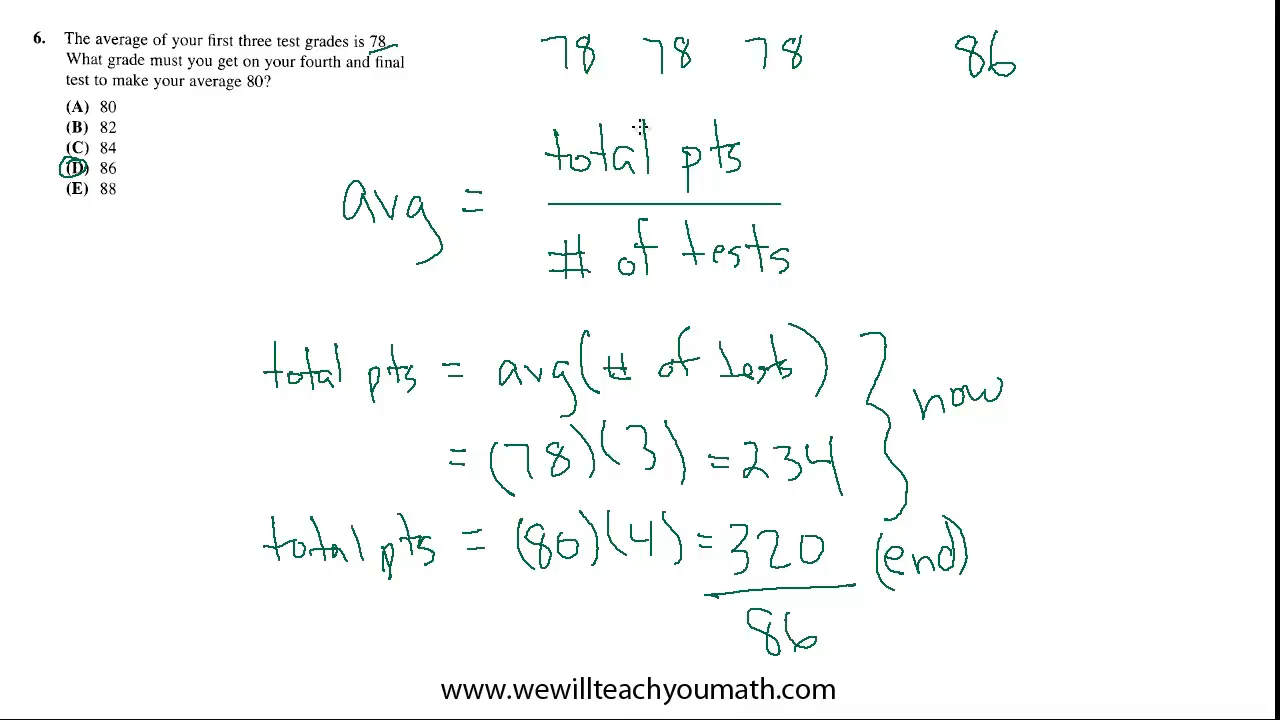 6. The average of your first three test grades is 78.
What grade must you get on your fourth and final
test to make your average 80?
(A) 80
(B) 82
(C) 84
(D) 86
(E) 88
78 78 78 86
total pts
avg =
# of tests
total pts = avg(# of tests)
= (78)(3) = 234
now
total pts = (80)(4) = 320 (end)
86
www.wewillteachyoumath.com